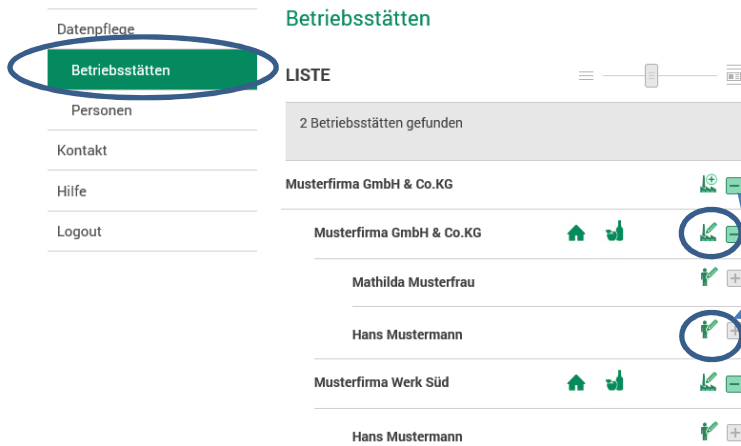 Datenpflege
Betriebsstätten
Personen
Kontakt
Hilfe
Logout
Betriebsstätten
LISTE
2 Betriebsstätten gefunden
Musterfirma GmbH & Co.KG
Musterfirma GmbH & Co.KG
Mathilda Musterfrau
Hans Mustermann
Musterfirma Werk Süd
Hans Mustermann